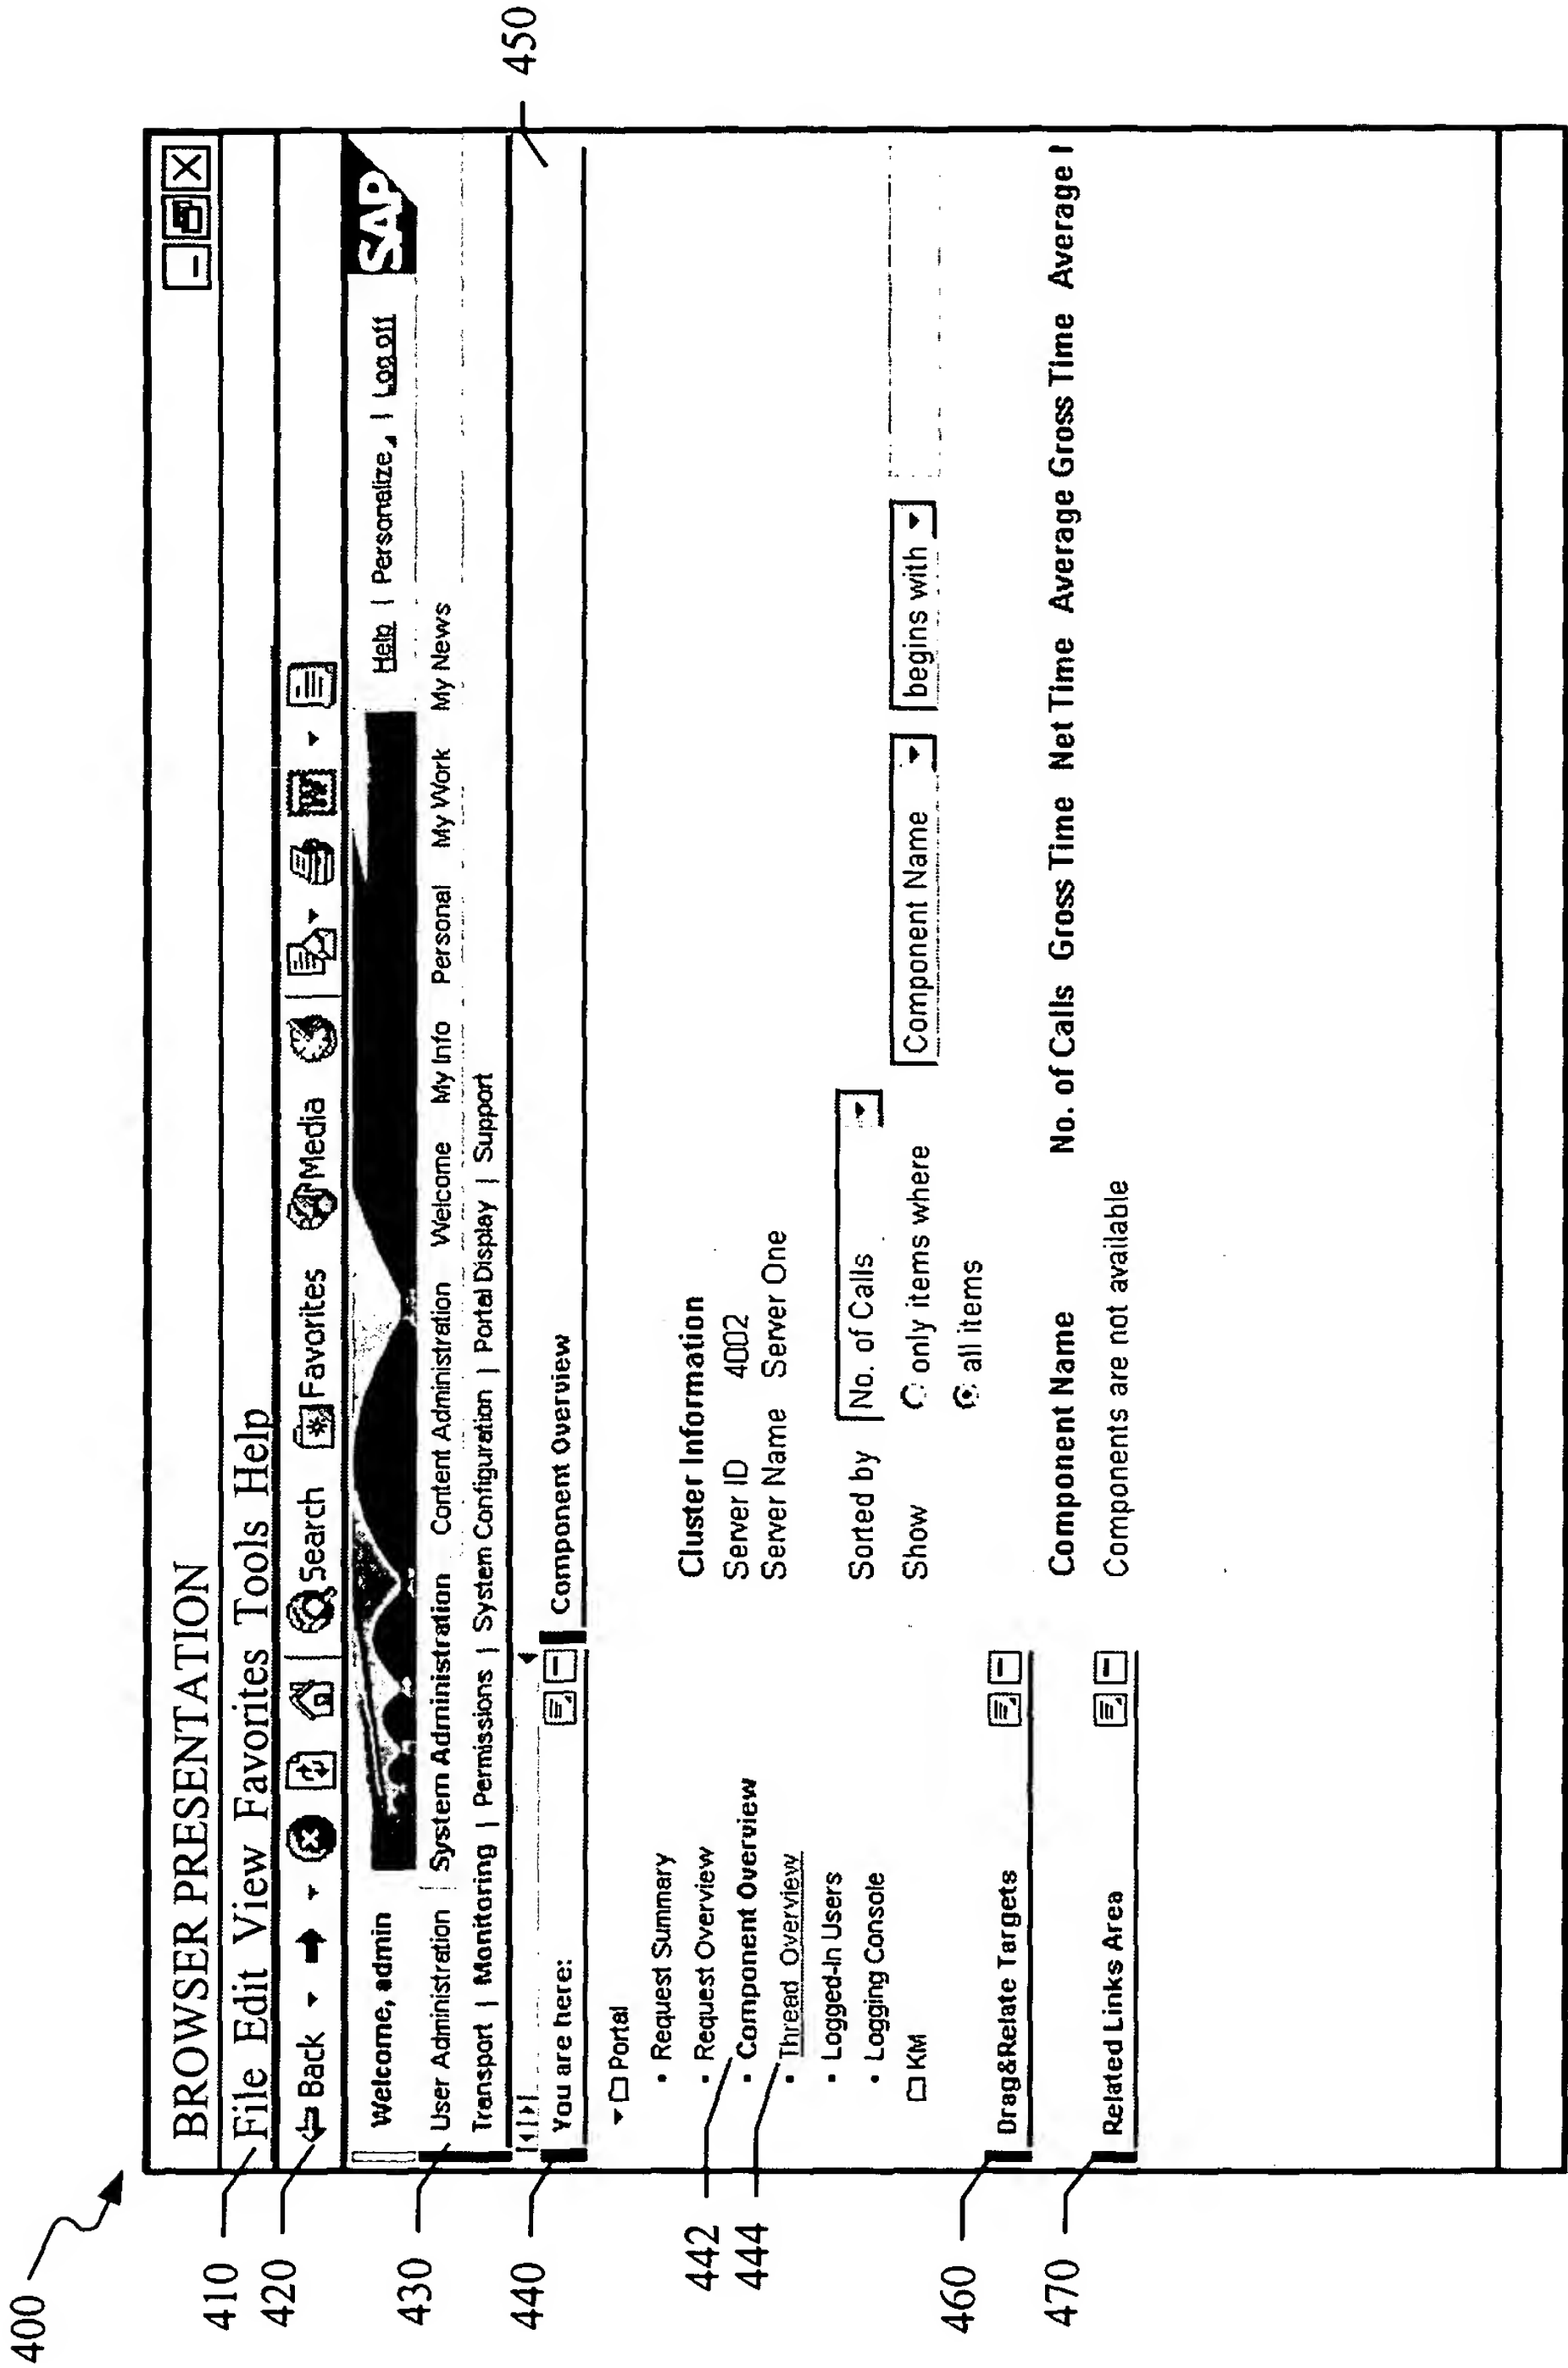 400
BROWSER PRESENTATION
410
File Edit View Favorites Tools Help
420
Back Search Favorites Media
Welcome, admin Help | Personalize | Log off SAP
430
User Administration | System Administration Content Administration Welcome My Info Personal My Work My News
Transport | Monitoring | Permissions | System Configuration | Portal Display | Support
440
You are here:
Component Overview
450
Portal
• Request Summary
• Request Overview
442
• Component Overview
444
• Thread Overview
• Logged-In Users
• Logging Console
KM
460
Drag&Relate Targets
470
Related Links Area
Cluster Information
Server ID 4002
Server Name Server One
Sorted by No. of Calls
Show only items where Component Name begins with
all items
Component Name No. of Calls Gross Time Net Time Average Gross Time Average
Components are not available